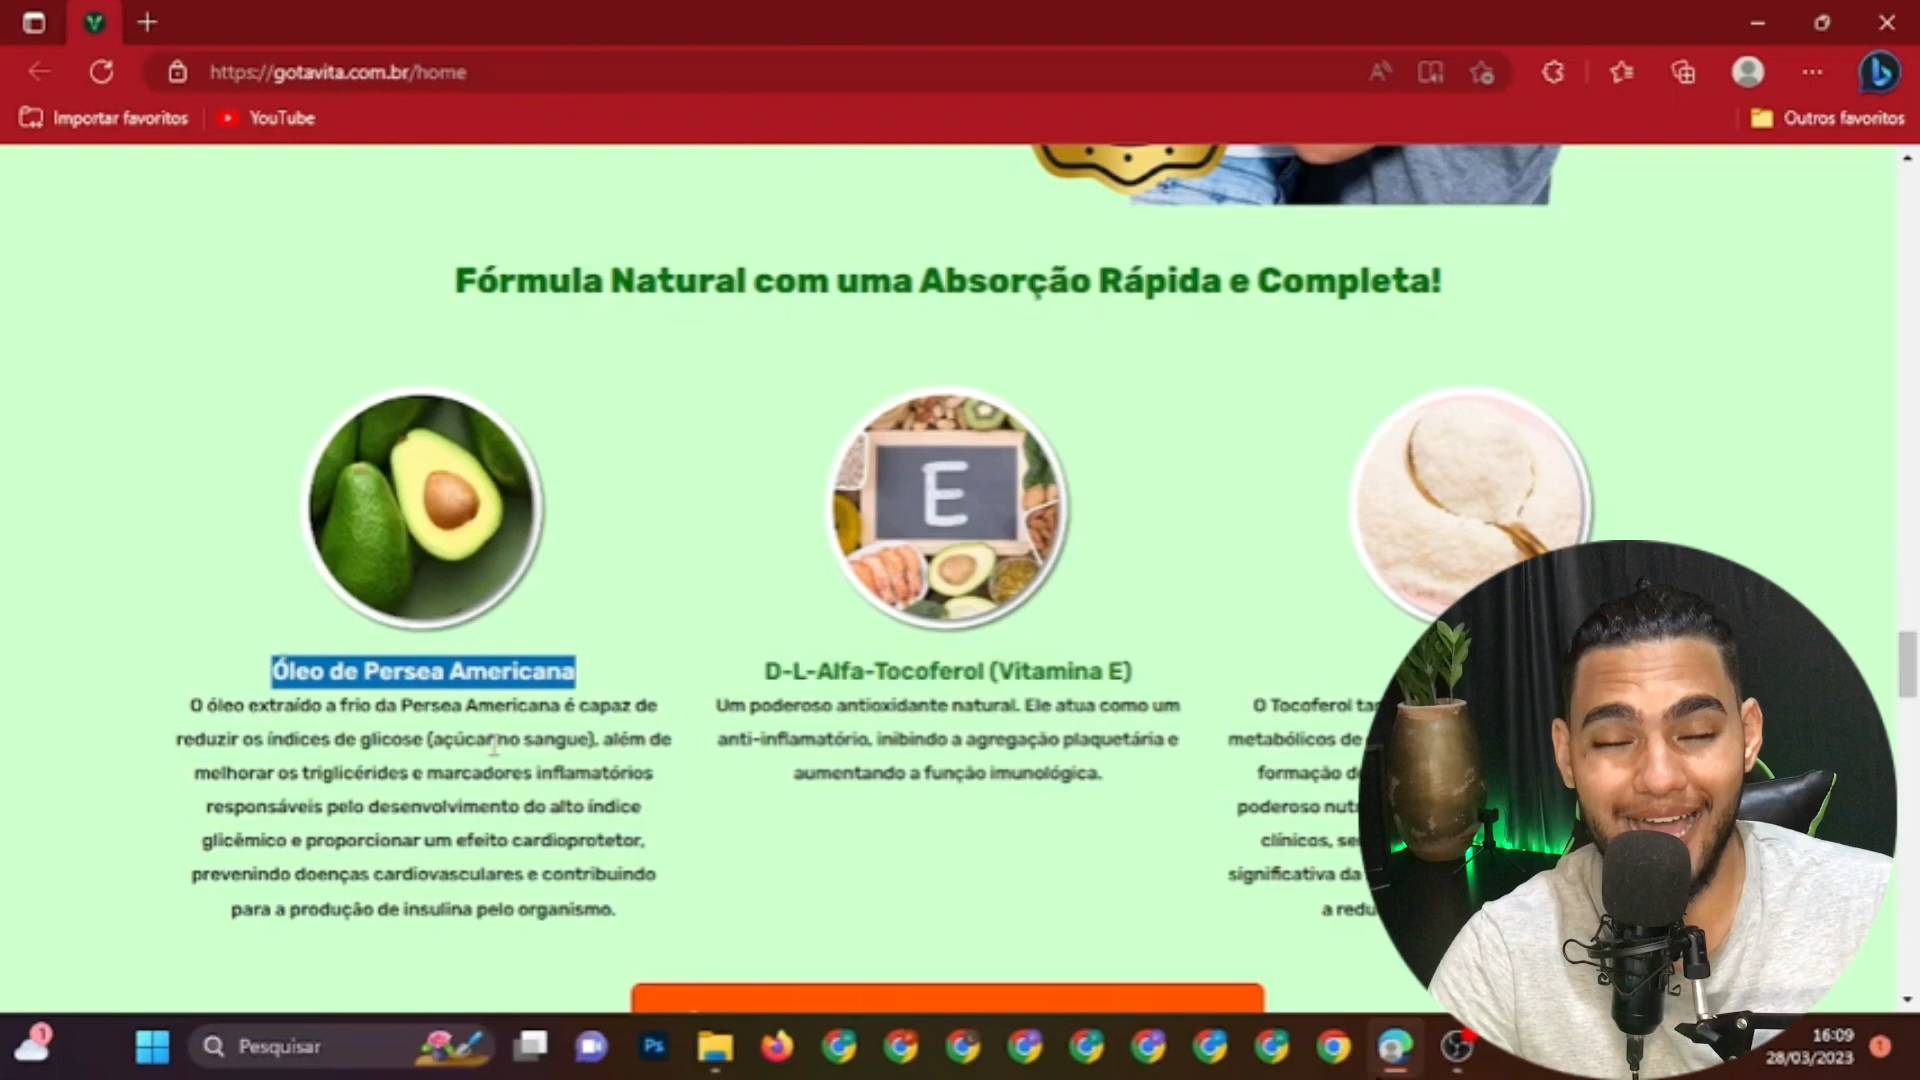 https://gotavita.com.br/home
Importar favoritos
YouTube
Outros favoritos
Fórmula Natural com uma Absorção Rápida e Completa!
E
Óleo de Persea Americana
O óleo extraído a frio da Persea Americana é capaz de
reduzir os índices de glicose (açúcar no sangue), além de
melhorar os triglicérides e marcadores inflamatórios
responsáveis pelo desenvolvimento do alto índice
glicêmico e proporcionar um efeito cardioprotetor,
prevenindo doenças cardiovasculares e contribuindo
para a produção de insulina pelo organismo.
D-L-Alfa-Tocoferol (Vitamina E)
Um poderoso antioxidante natural. Ele atua como um
anti-inflamatório, inibindo a agregação plaquetária e
aumentando a função imunológica.
O Tocoferol
metabólicos de
formação
poderoso
clínicos,
significativa da
a
1
Pesquisar
Ps
16:09
28/03/2023
1